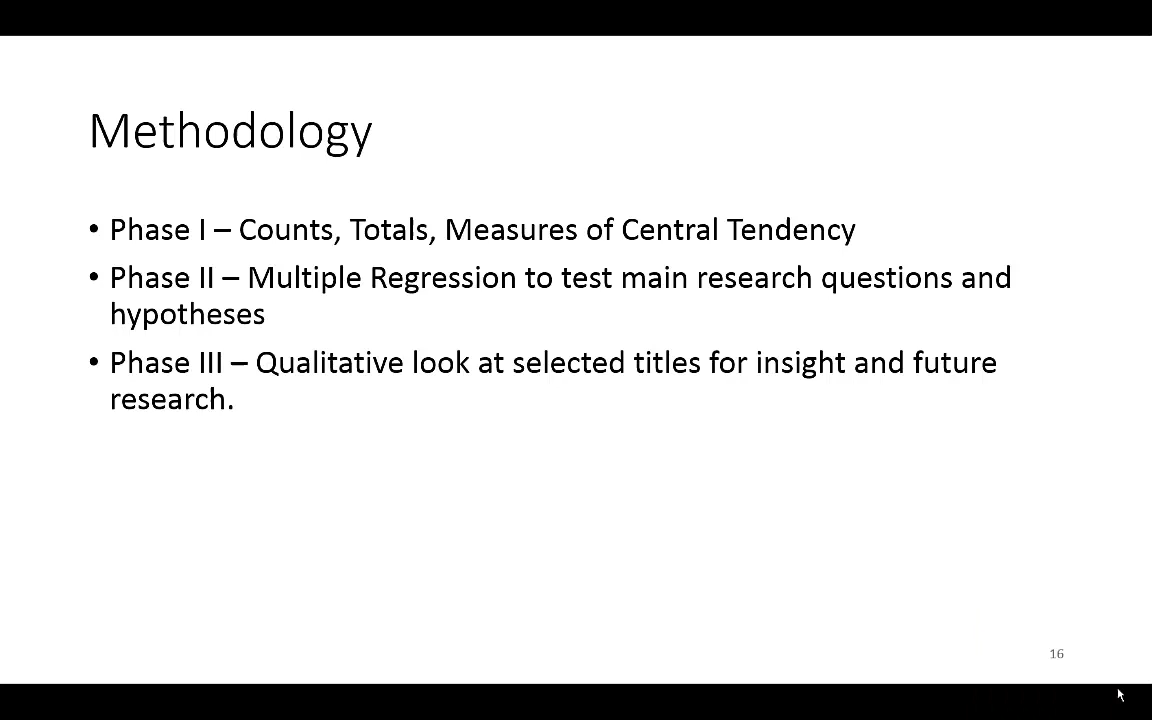 Methodology
• Phase I – Counts, Totals, Measures of Central Tendency
• Phase II – Multiple Regression to test main research questions and
hypotheses
• Phase III – Qualitative look at selected titles for insight and future
research.
16